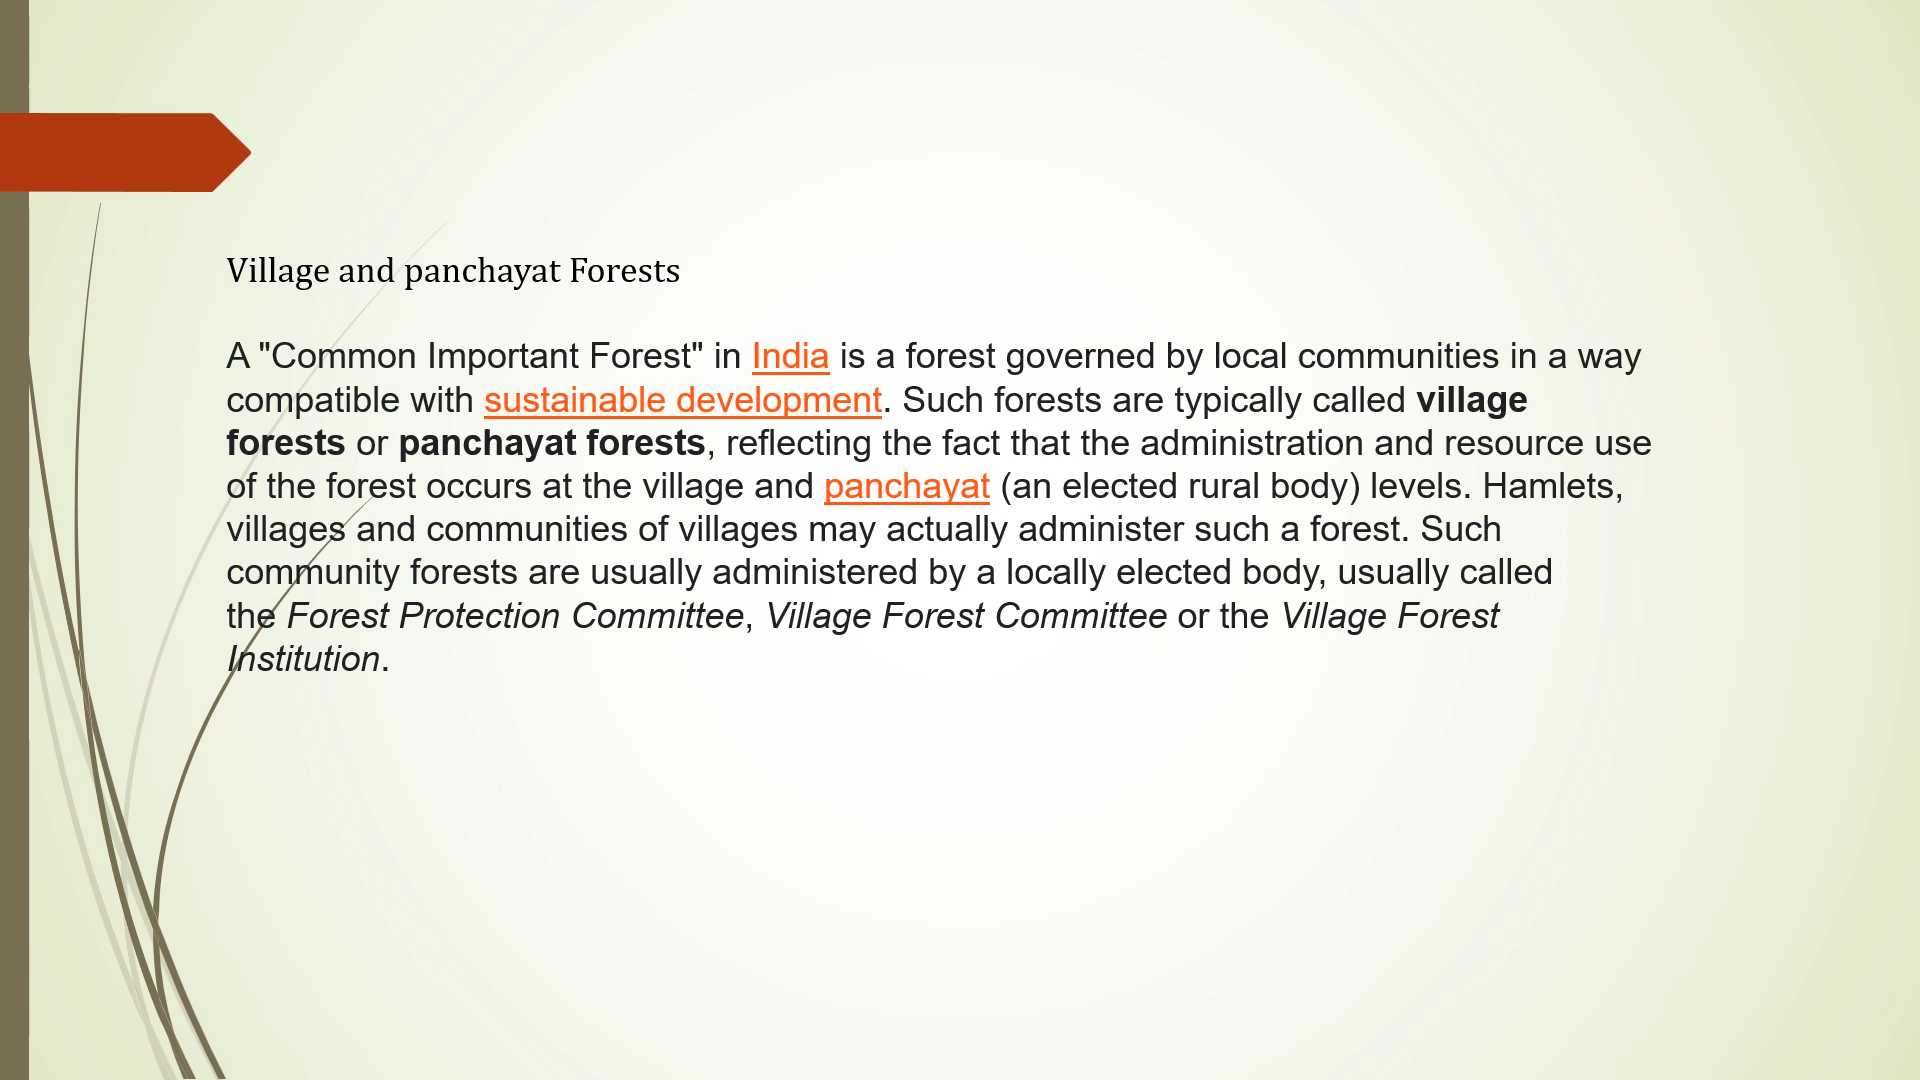 Village and panchayat Forests
A "Common Important Forest" in India is a forest governed by local communities in a way
compatible with sustainable development. Such forests are typically called village
forests or panchayat forests, reflecting the fact that the administration and resource use
of the forest occurs at the village and panchayat (an elected rural body) levels. Hamlets,
villages and communities of villages may actually administer such a forest. Such
community forests are usually administered by a locally elected body, usually called
the Forest Protection Committee, Village Forest Committee or the Village Forest
Institution.